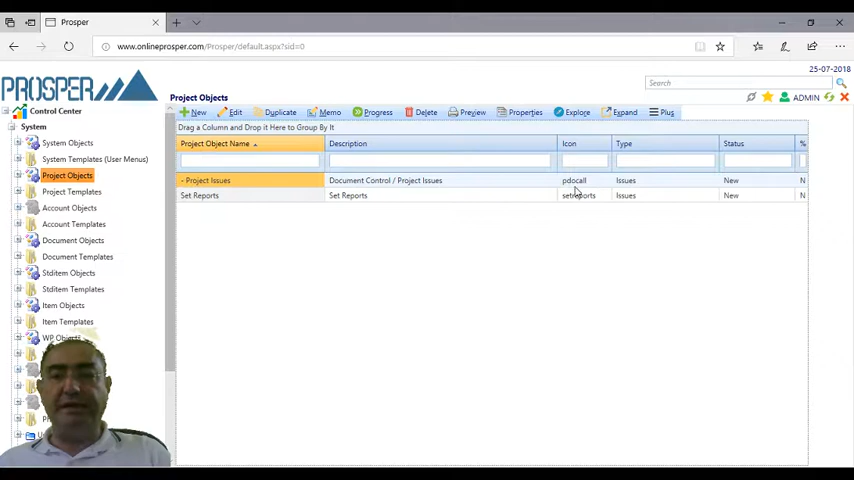 Prosper
www.onlineprosper.com/Prosper/default.aspx?sid=0
25-07-2018
PROSPER
Project Objects
Search
ADMIN
Control Center
New Edit Duplicate Memo Progress Delete Preview Properties Explore Expand Plus
System
Drag a Column and Drop it Here to Group By It
System Objects
Project Object Name Description Icon Type Status %
System Templates (User Menus)
Project Objects
- Project Issues Document Control / Project Issues pdocall Issues New N
Project Templates
Set Reports Set Reports setreports Issues New N
Account Objects
Account Templates
Document Objects
Document Templates
Stditem Objects
Stditem Templates
Item Objects
Item Templates
WP Objects